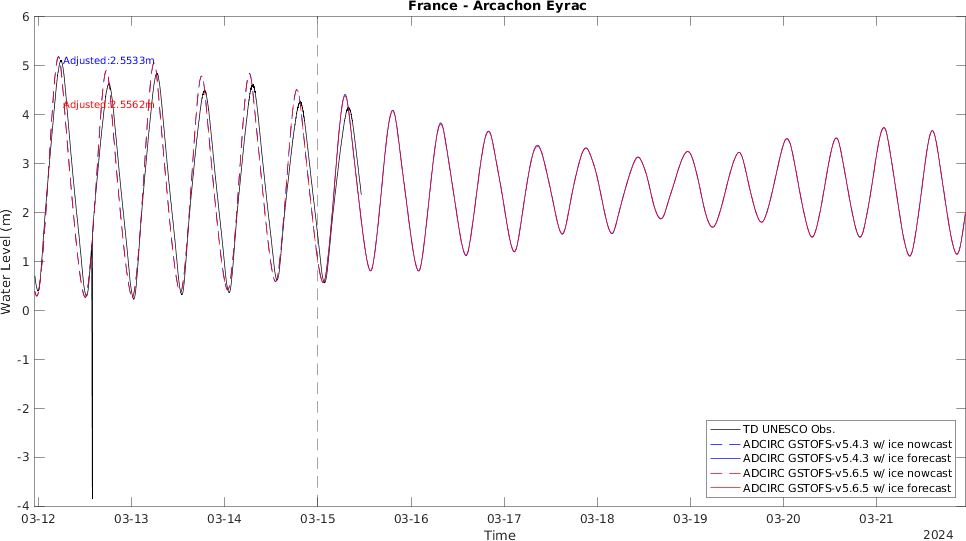 France - Arcachon Eyrac
6
5
4
3
2
1
0
-1
-2
-3
-4
Water Level (m)
Adjusted:2.5533m
Adjusted:2.5562m
TD UNESCO Obs.
ADCIRC GSTOFS-v5.4.3 w/ ice nowcast
ADCIRC GSTOFS-v5.4.3 w/ ice forecast
ADCIRC GSTOFS-v5.6.5 w/ ice nowcast
ADCIRC GSTOFS-v5.6.5 w/ ice forecast
03-12 03-13 03-14 03-15 03-16 03-17 03-18 03-19 03-20 03-21
Time
2024